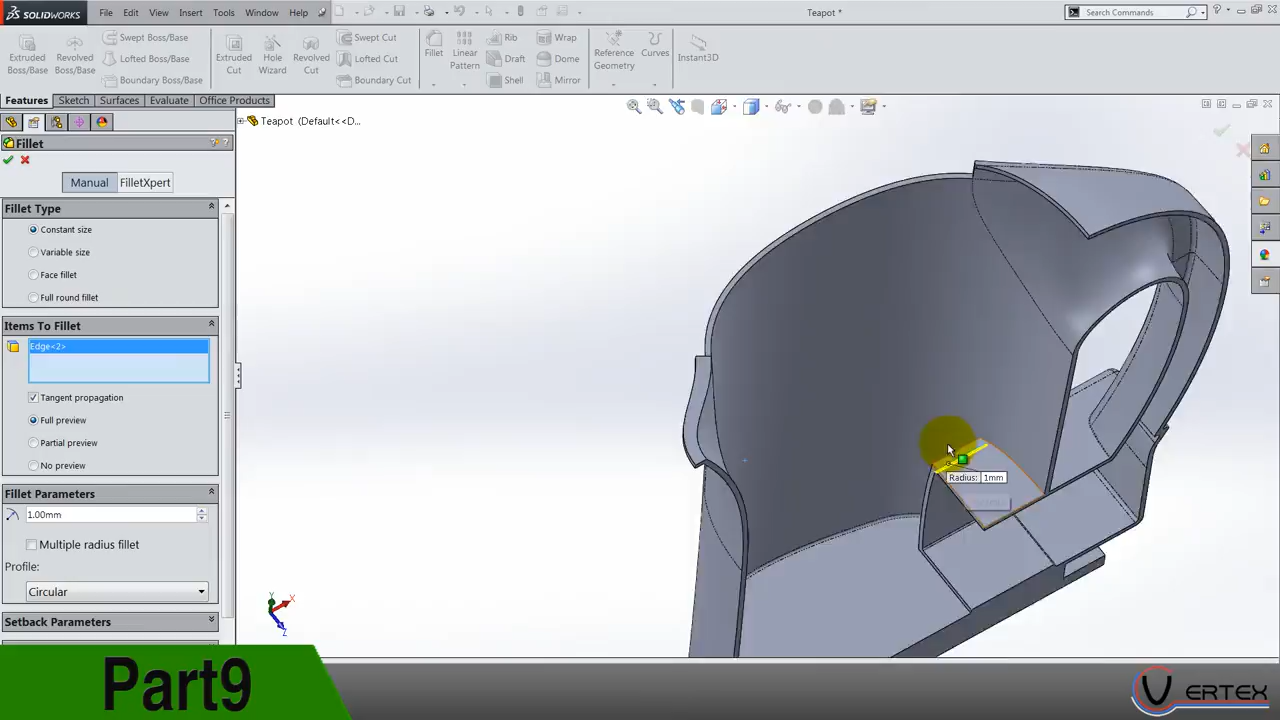 SOLIDWORKS File Edit View Insert Tools Window Help Teapot * Search Commands
Extruded Boss/Base Revolved Boss/Base Swept Boss/Base Lofted Boss/Base Boundary Boss/Base Extruded Cut Hole Wizard Revolved Cut Swept Cut Lofted Cut Boundary Cut Fillet Linear Pattern Rib Draft Shell Wrap Dome Mirror Reference Geometry Curves Instant3D
Features Sketch Surfaces Evaluate Office Products
Teapot (Default<<D...
Fillet
Manual FilletXpert
Fillet Type
Constant size
Variable size
Face fillet
Full round fillet
Items To Fillet
Edge<2>
Tangent propagation
Full preview
Partial preview
No preview
Radius: 1mm
Fillet Parameters
1.00mm
Multiple radius fillet
Profile:
Circular
Setback Parameters
Y
X
Z
Part9
VERTEX